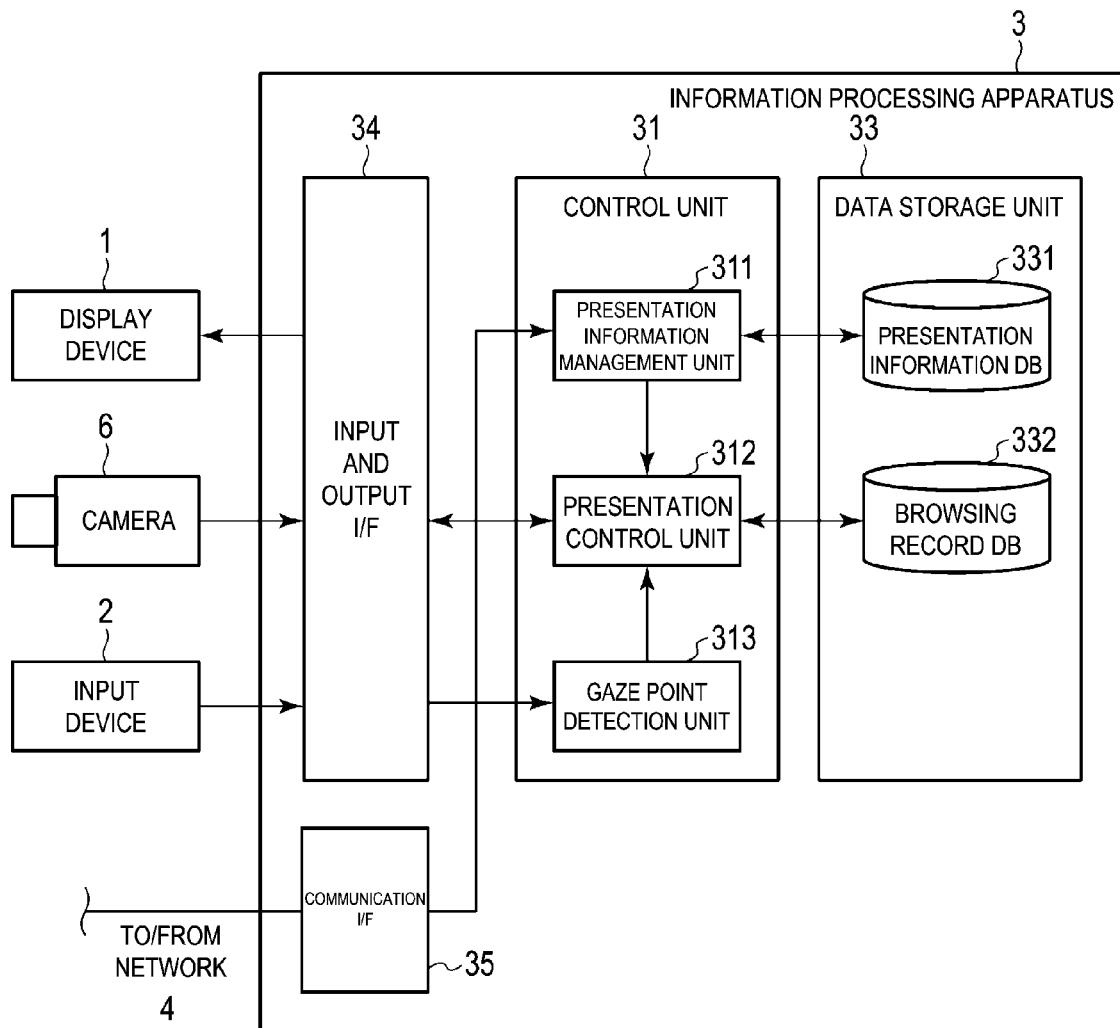 3
INFORMATION PROCESSING APPARATUS
34
31
33
CONTROL UNIT
DATA STORAGE UNIT
1
DISPLAY
DEVICE
311
PRESENTATION
INFORMATION
MANAGEMENT UNIT
331
PRESENTATION
INFORMATION DB
6
CAMERA
INPUT
AND
OUTPUT
I/F
312
PRESENTATION
CONTROL UNIT
332
BROWSING
RECORD DB
2
INPUT
DEVICE
313
GAZE POINT
DETECTION UNIT
COMMUNICATION
I/F
35
TO/FROM
NETWORK
4